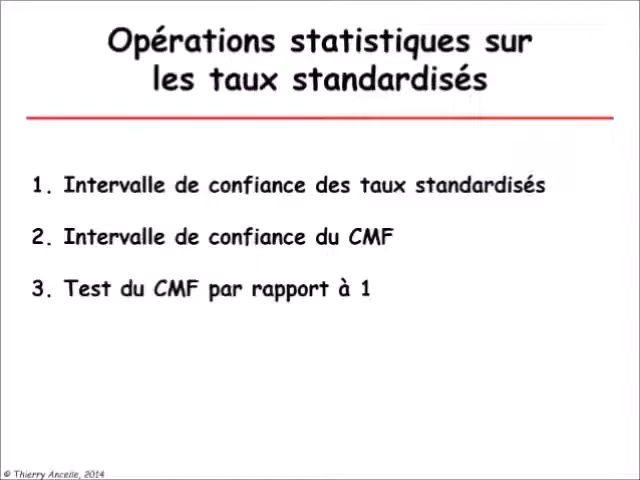 Opérations statistiques sur
les taux standardisés
1. Intervalle de confiance des taux standardisés
2. Intervalle de confiance du CMF
3. Test du CMF par rapport à 1
© Thierry Ancelle, 2014